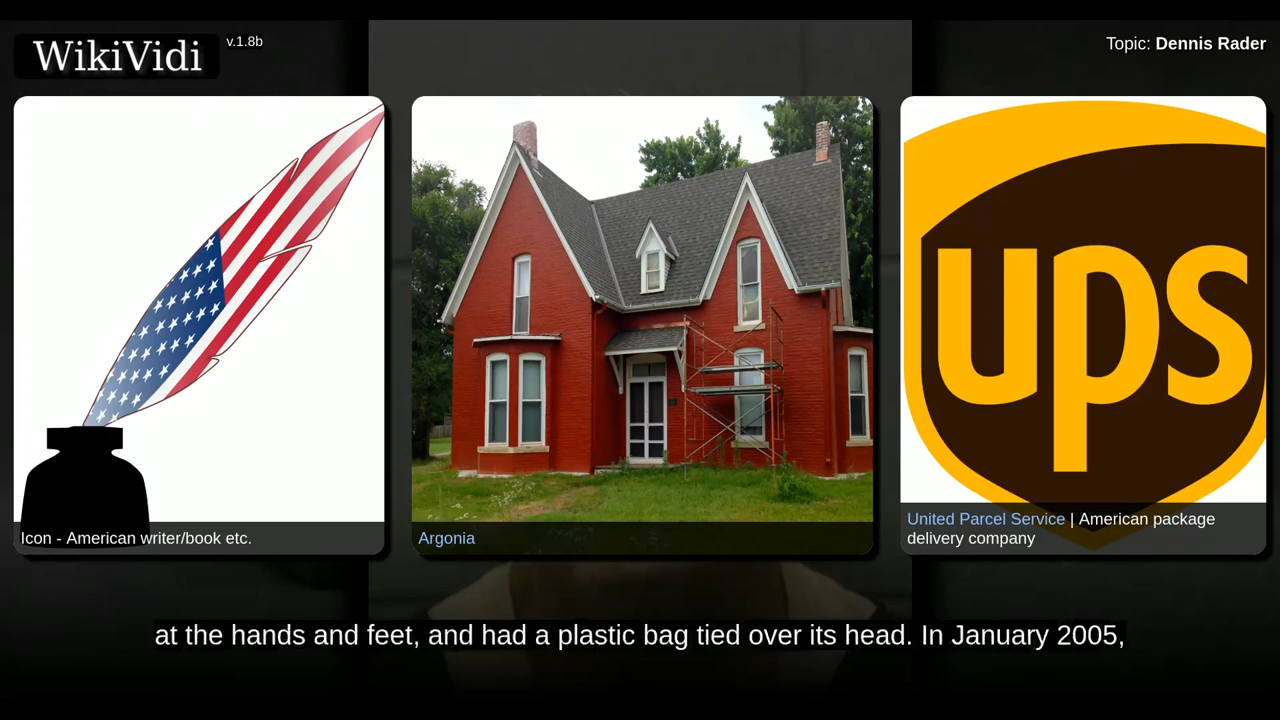 WikiVidi
v.1.8b
Topic: Dennis Rader
ups
Icon - American writer/book etc.
Argonia
United Parcel Service | American package
delivery company
at the hands and feet, and had a plastic bag tied over its head. In January 2005,